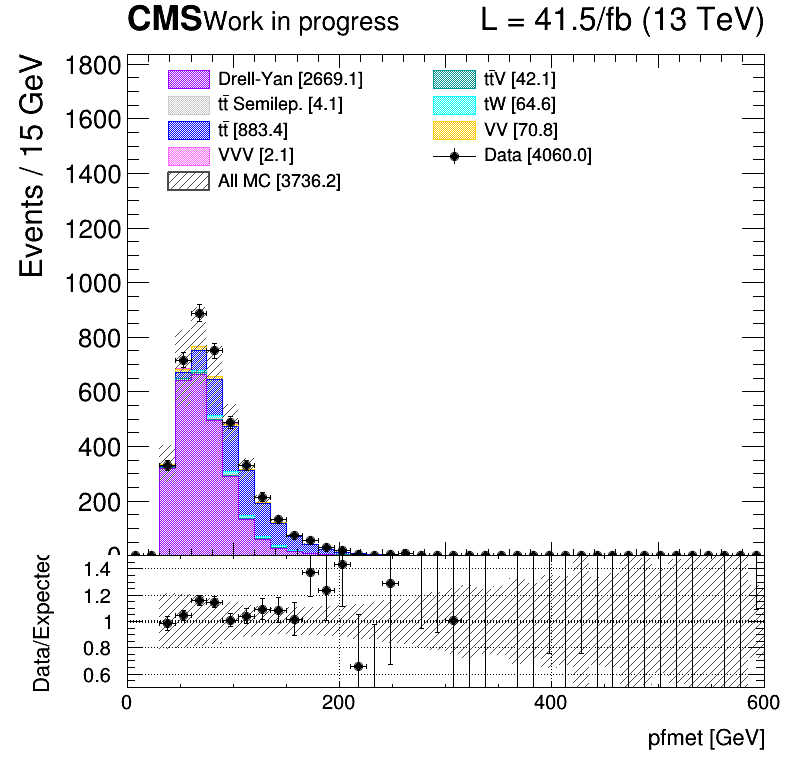 CMS Work in progress L = 41.5/fb (13 TeV)
Events / 15 GeV
1800
1600
1400
1200
1000
800
600
400
200
0
Drell-Yan [2669.1]
tt̄ Semilep. [4.1]
tt̄ [883.4]
VVV [2.1]
All MC [3736.2]
tt̄V [42.1]
tW [64.6]
VV [70.8]
Data [4060.0]
Data/Expected
1.4
1.2
1
0.8
0.6
0 200 400 600
pfmet [GeV]